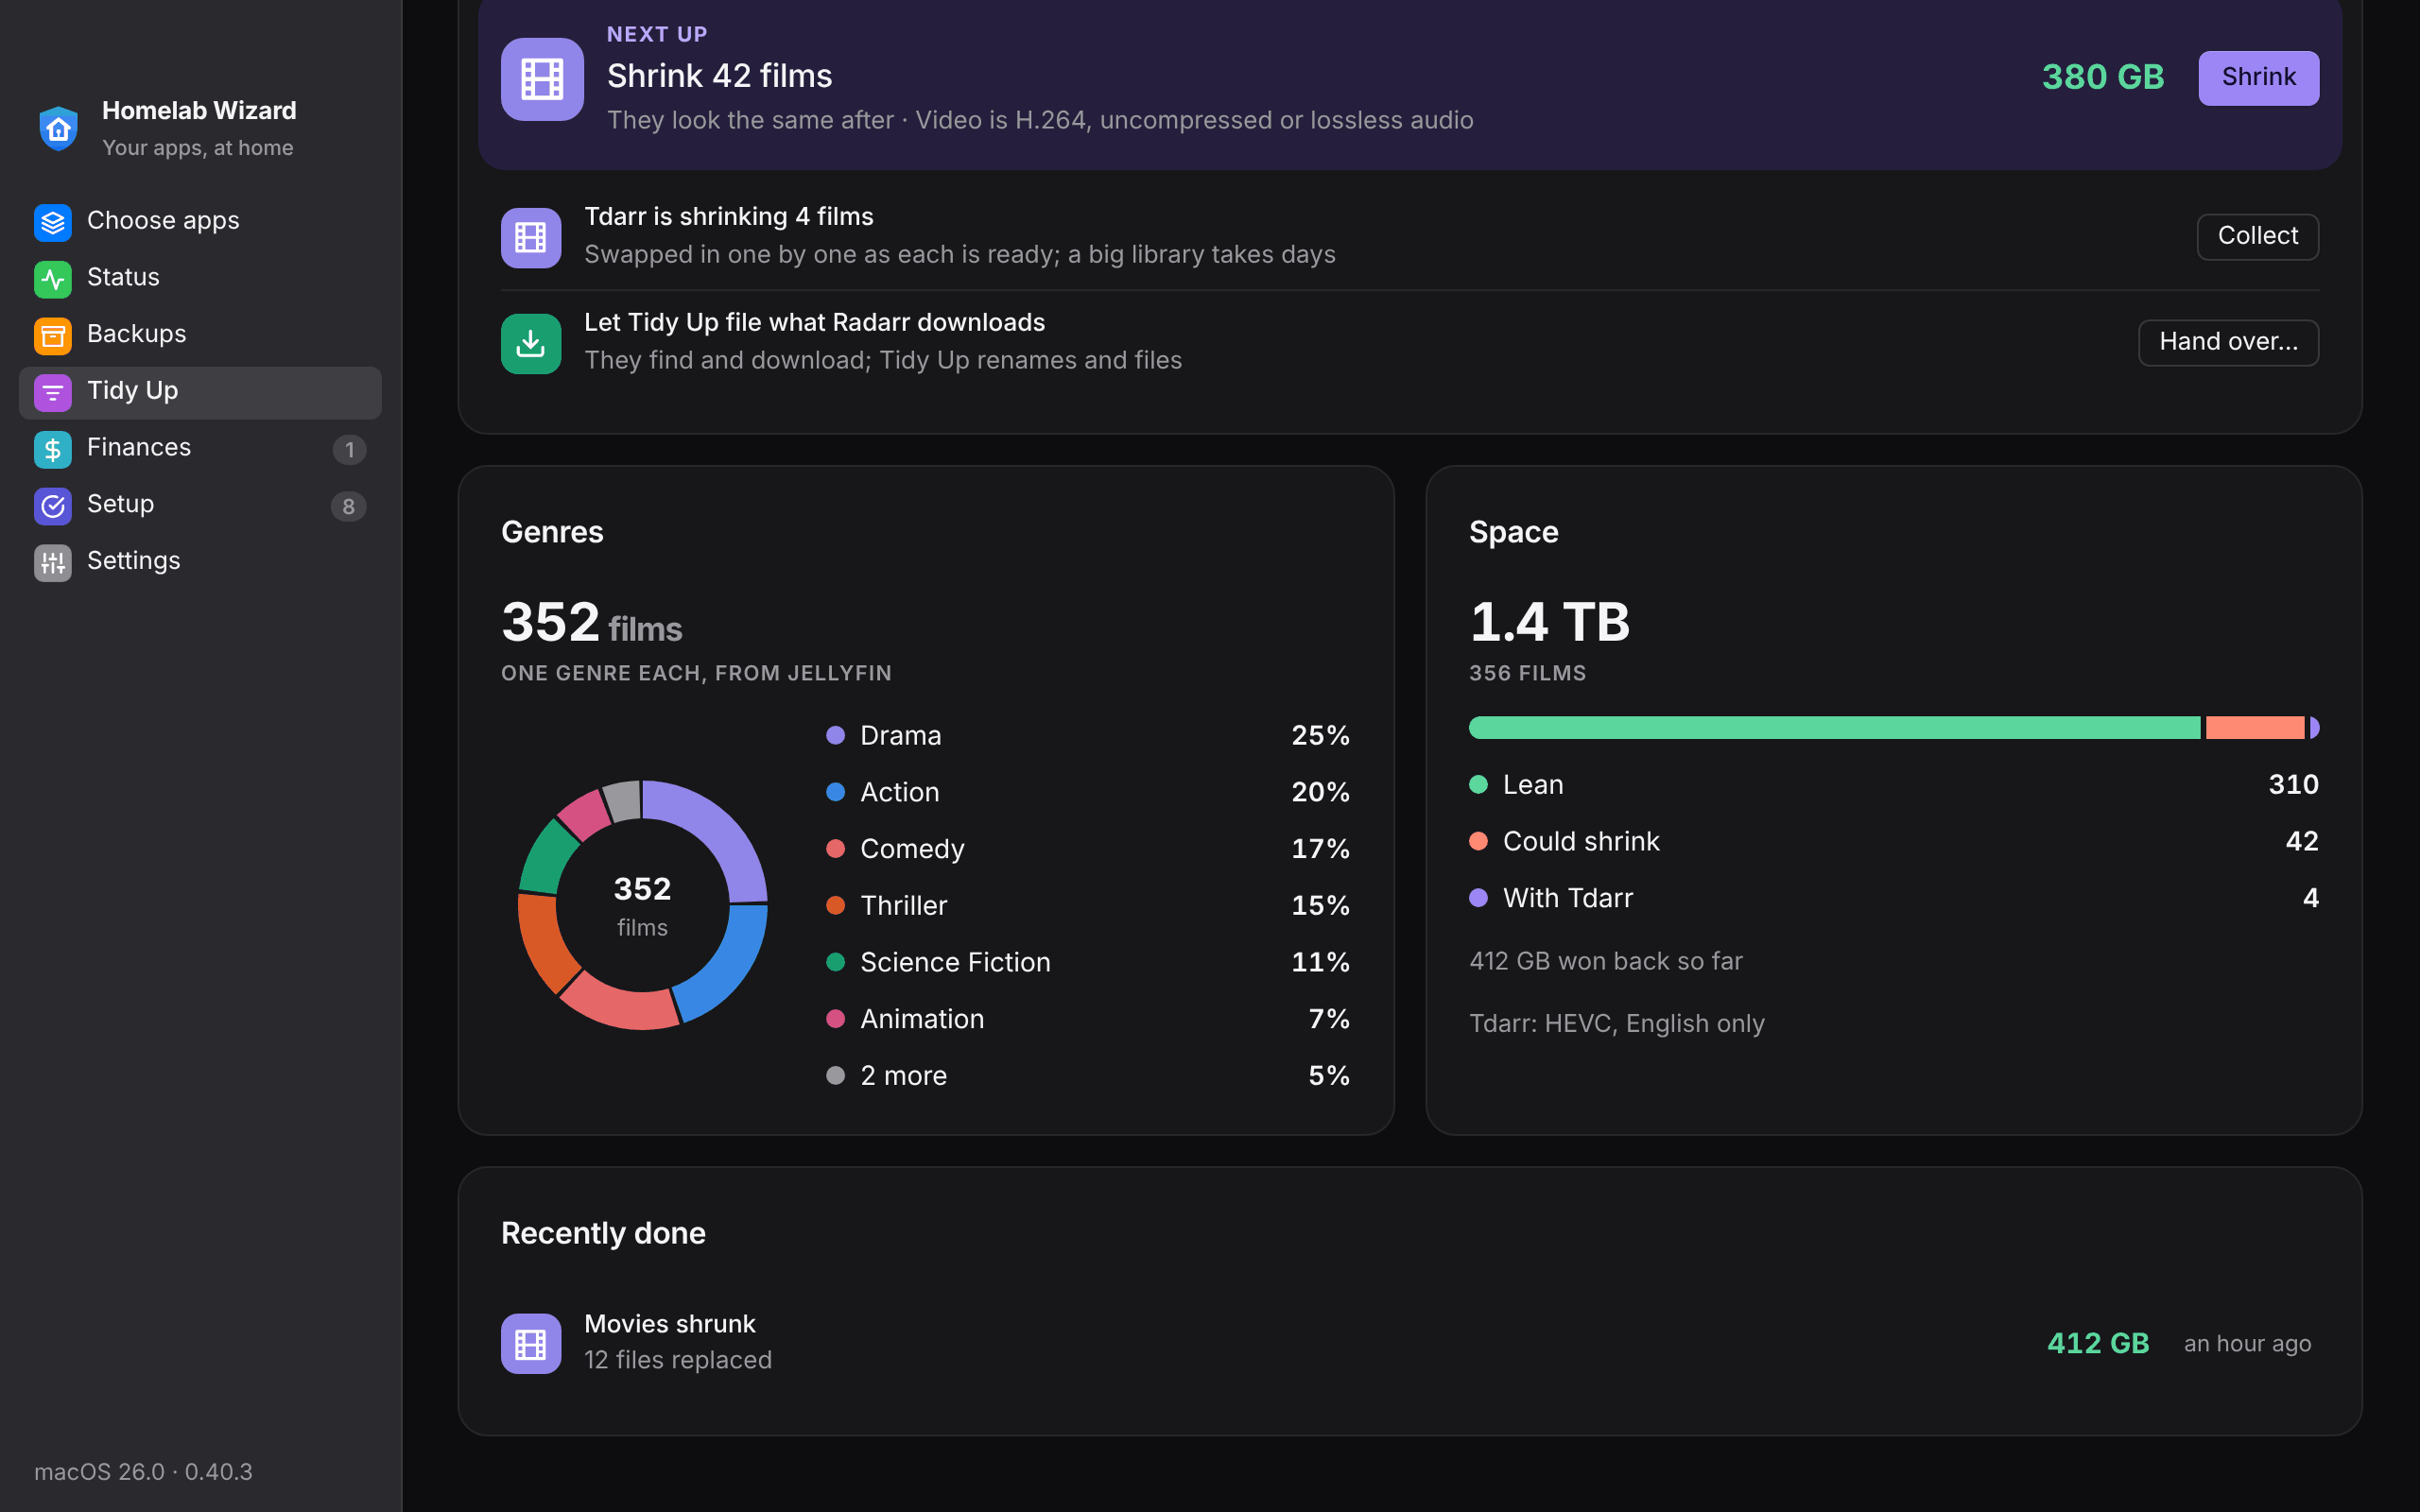 Homelab Wizard
Your apps, at home
Choose apps
Status
Backups
Tidy Up
Finances 1
Setup 8
Settings
macOS 26.0 · 0.40.3
NEXT UP
Shrink 42 films
They look the same after · Video is H.264, uncompressed or lossless audio
380 GB
Shrink
Tdarr is shrinking 4 films
Swapped in one by one as each is ready; a big library takes days
Collect
Let Tidy Up file what Radarr downloads
They find and download; Tidy Up renames and files
Hand over...
Genres
352 films
ONE GENRE EACH, FROM JELLYFIN
352
films
Drama 25%
Action 20%
Comedy 17%
Thriller 15%
Science Fiction 11%
Animation 7%
2 more 5%
Space
1.4 TB
356 FILMS
Lean 310
Could shrink 42
With Tdarr 4
412 GB won back so far
Tdarr: HEVC, English only
Recently done
Movies shrunk
12 files replaced
412 GB
an hour ago